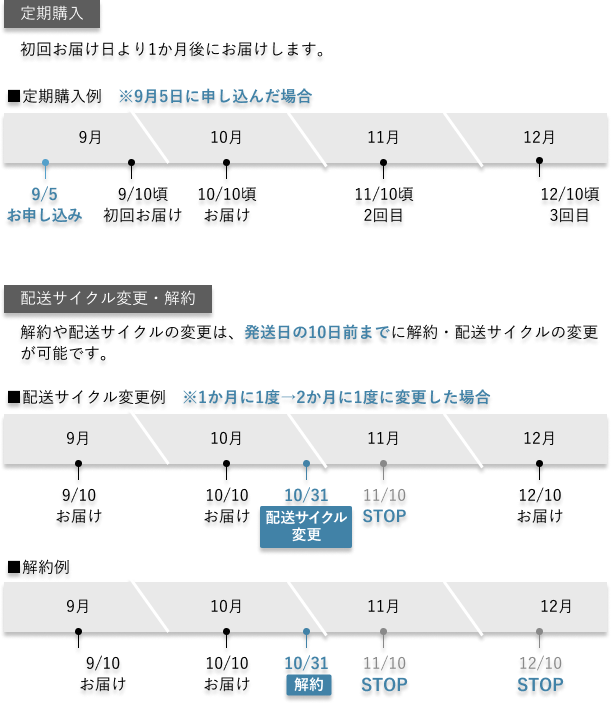 定期購入
初回お届け日より1か月後にお届けします。
■定期購入例 ※9月5日に申し込んだ場合
9月 10月 11月 12月
9/5 9/10頃 10/10頃 11/10頃 12/10頃
お申し込み 初回お届け お届け 2回目 3回目
配送サイクル変更・解約
解約や配送サイクルの変更は、発送日の10日前までに解約・配送サイクルの変更
が可能です。
■配送サイクル変更例 ※1か月に1度→2か月に1度に変更した場合
9月 10月 11月 12月
9/10 10/10 10/31 11/10 12/10
お届け お届け 配送サイクル STOP お届け
変更
■解約例
9月 10月 11月 12月
9/10 10/10 10/31 11/10 12/10
お届け お届け 解約 STOP STOP